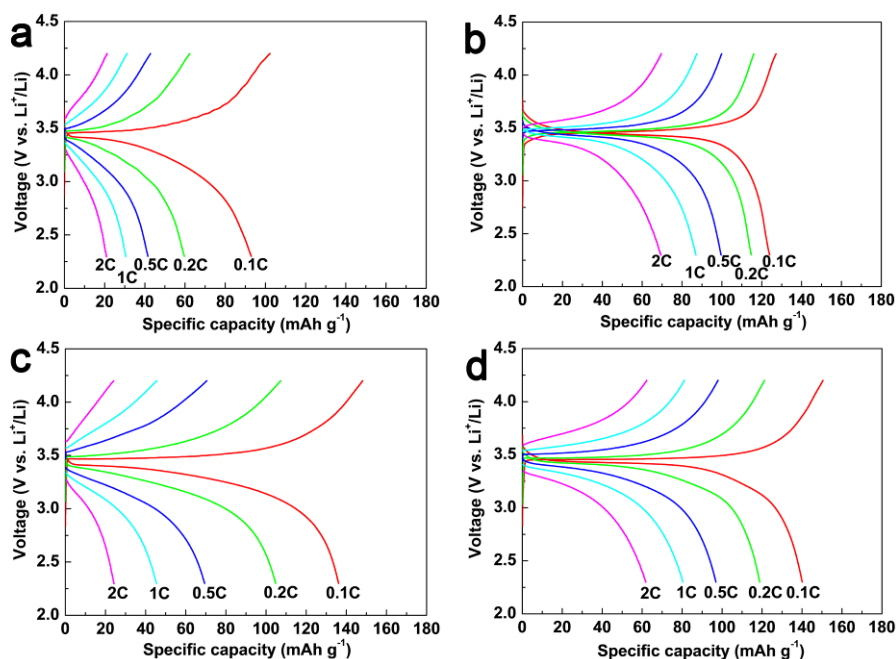 a
4.5
4.0
3.5
3.0
2.5
2.0
Voltage (V vs. Li⁺/Li)
2C
1C
0.5C
0.2C
0.1C
0 20 40 60 80 100 120 140 160 180
Specific capacity (mAh g⁻¹)
b
4.5
4.0
3.5
3.0
2.5
2.0
Voltage (V vs. Li⁺/Li)
2C
1C
0.5C
0.2C
0.1C
0 20 40 60 80 100 120 140 160 180
Specific capacity (mAh g⁻¹)
c
4.5
4.0
3.5
3.0
2.5
2.0
Voltage (V vs. Li⁺/Li)
2C 1C 0.5C 0.2C 0.1C
0 20 40 60 80 100 120 140 160 180
Specific capacity (mAh g⁻¹)
d
4.5
4.0
3.5
3.0
2.5
2.0
Voltage (V vs. Li⁺/Li)
2C 1C 0.5C 0.2C 0.1C
0 20 40 60 80 100 120 140 160 180
Specific capacity (mAh g⁻¹)